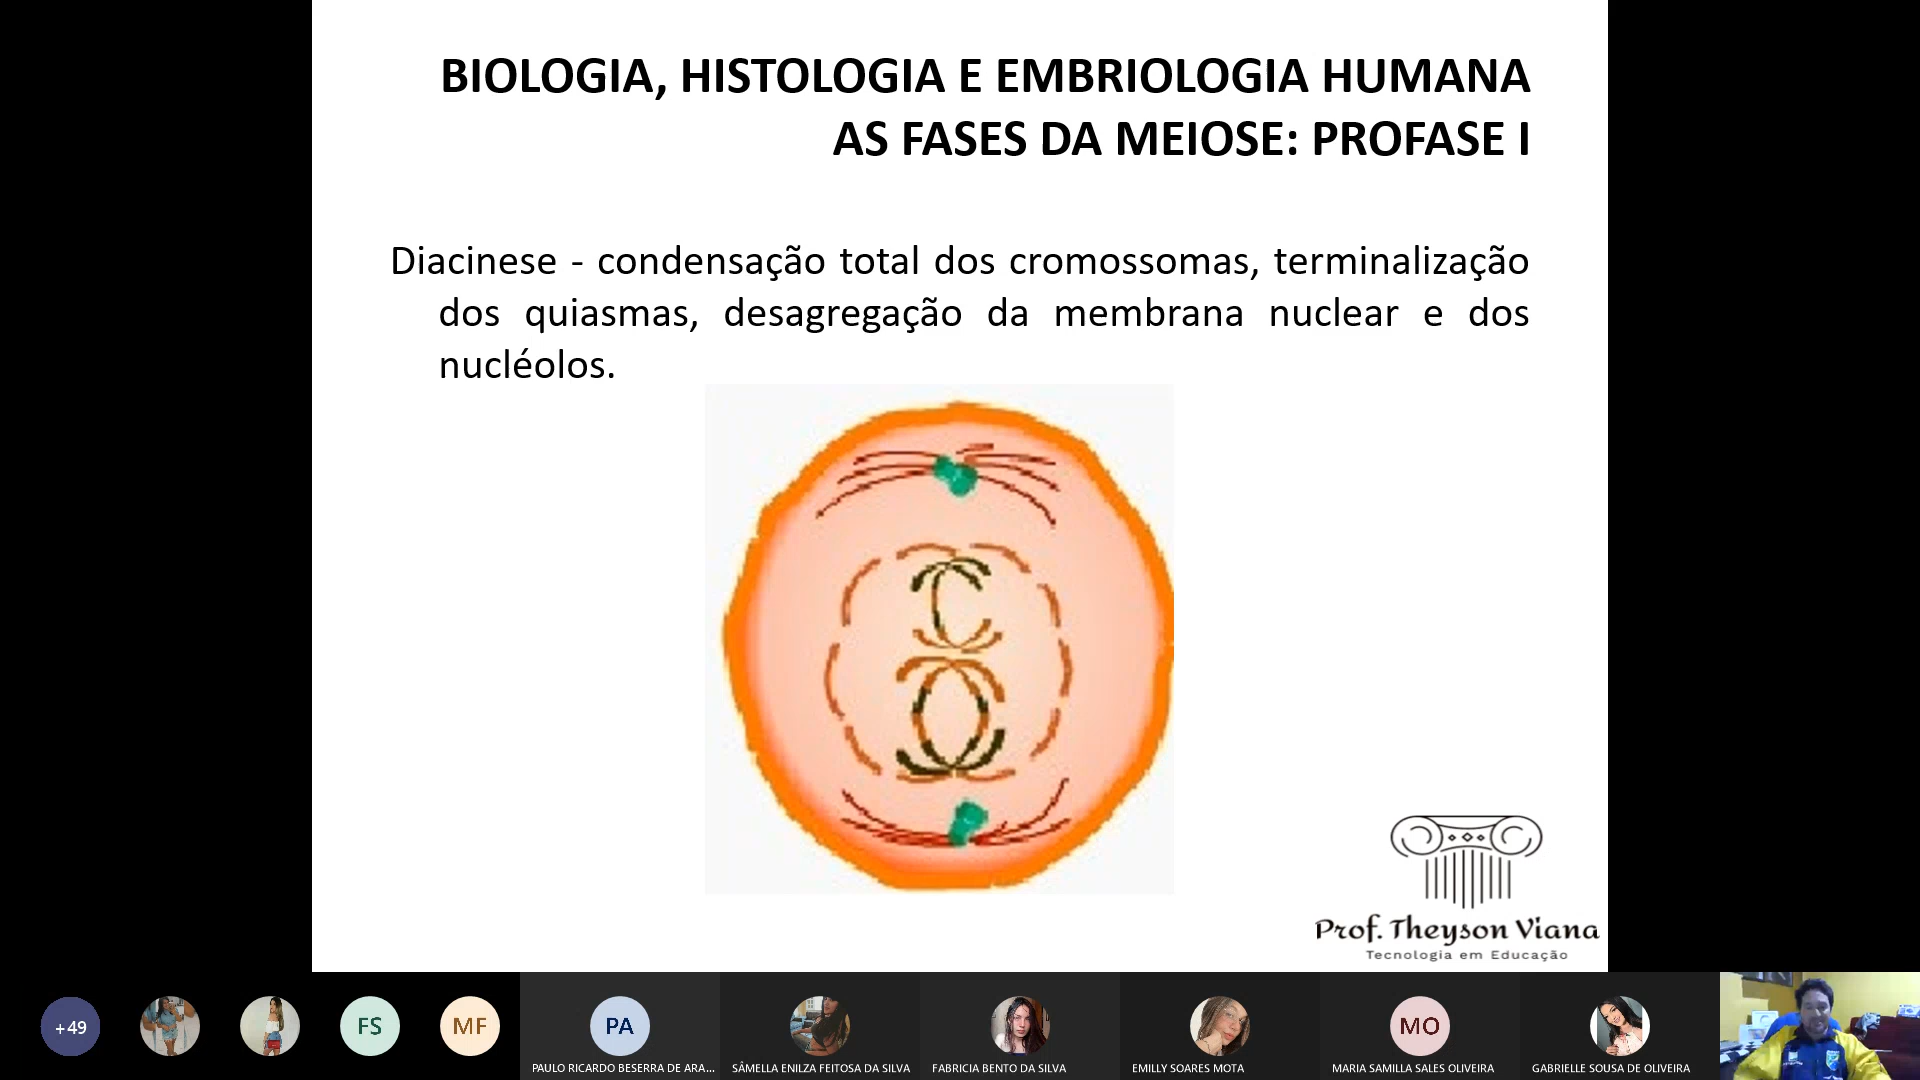 BIOLOGIA, HISTOLOGIA E EMBRIOLOGIA HUMANA
AS FASES DA MEIOSE: PROFASE I
Diacinese - condensação total dos cromossomas, terminalização
dos quiasmas, desagregação da membrana nuclear e dos
nucléolos.
Prof. Theyson Viana
Tecnologia em Educação
+49
FS
MF
PA
MO
PAULO RICARDO BESERRA DE ARA...
SÂMELLA ENILZA FEITOSA DA SILVA
FABRICIA BENTO DA SILVA
EMILLY SOARES MOTA
MARIA SAMILLA SALES OLIVEIRA
GABRIELLE SOUSA DE OLIVEIRA